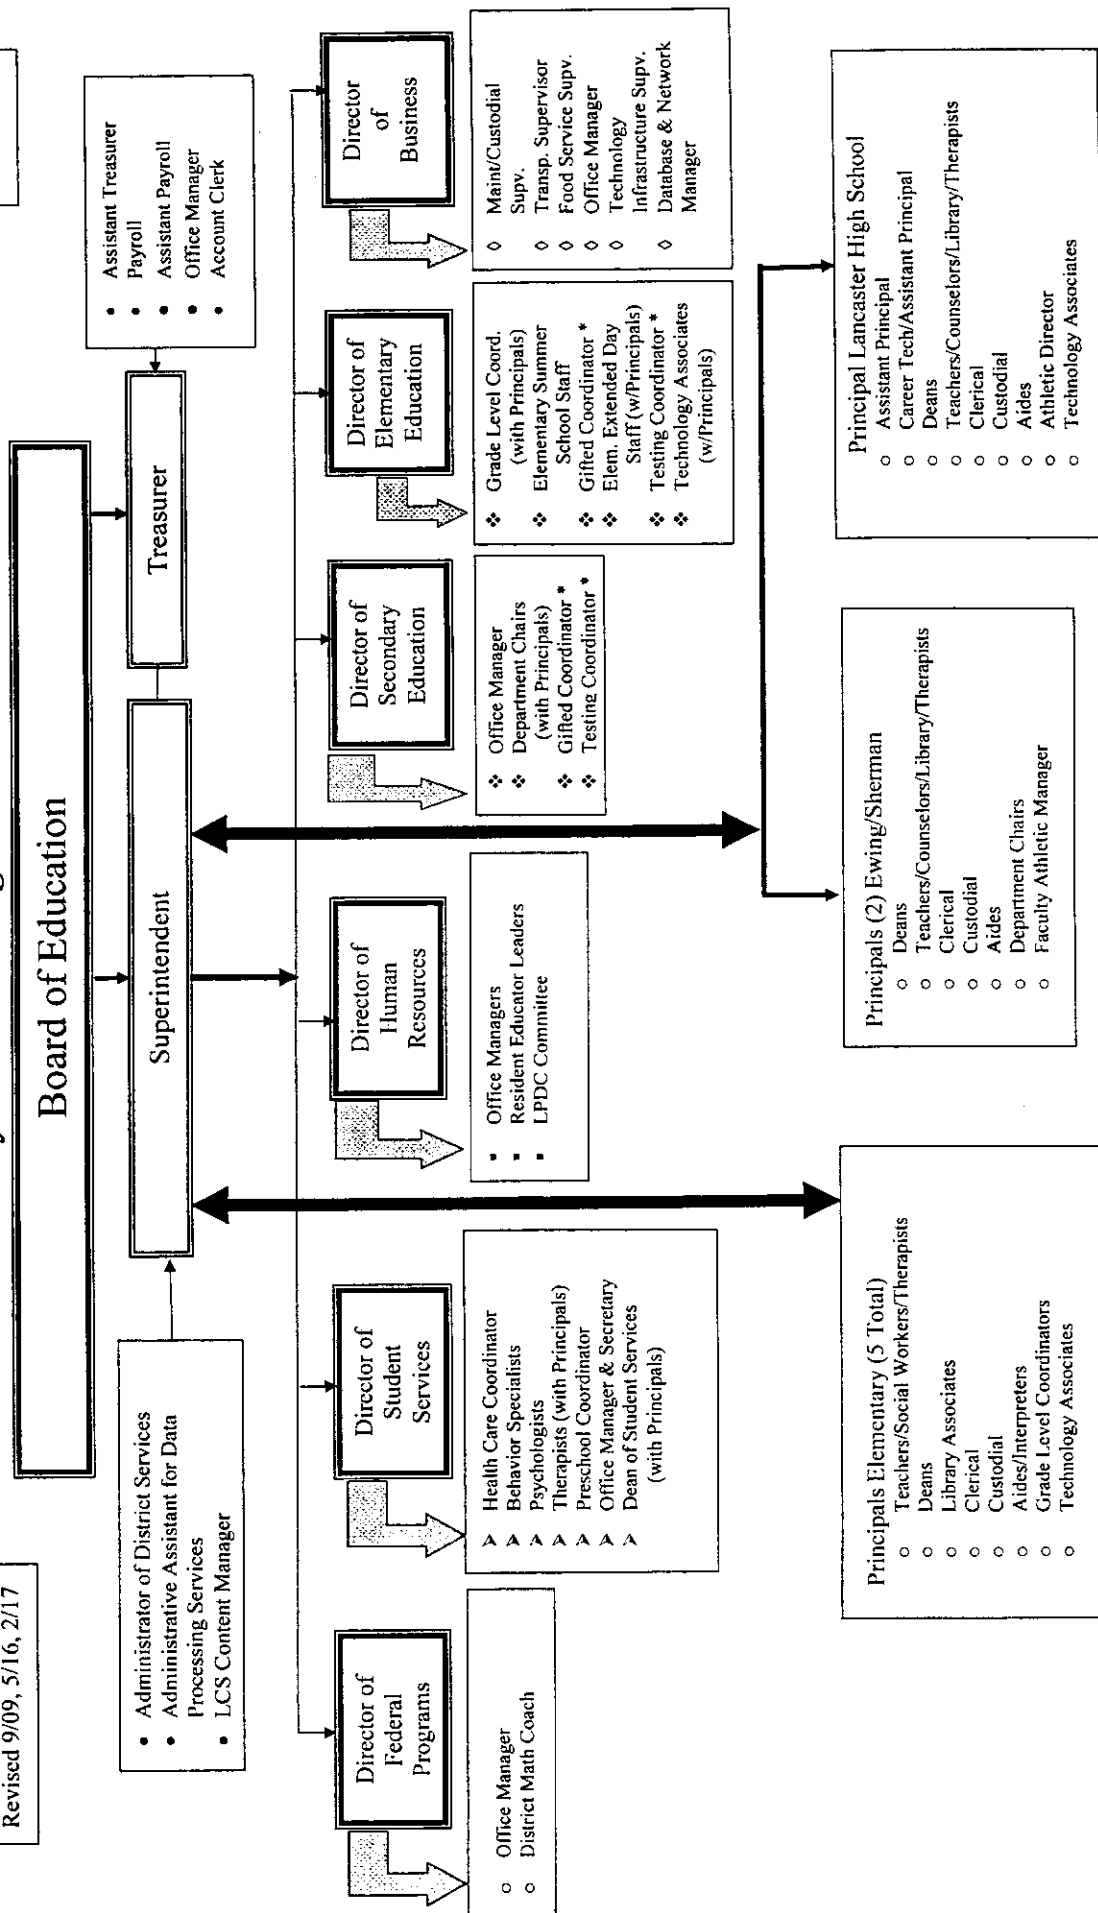 Revised 9/09, 5/16, 2/17
Board of Education
Superintendent
Treasurer
• Administrator of District Services
• Administrative Assistant for Data
Processing Services
• LCS Content Manager
• Assistant Treasurer
• Payroll
• Assistant Payroll
• Office Manager
• Account Clerk
Director of
Federal
Programs
Director of
Student
Services
Director of
Human
Resources
Director of
Secondary
Education
Director of
Elementary
Education
Director
of
Business
○ Office Manager
○ District Math Coach
➢ Health Care Coordinator
➢ Behavior Specialists
➢ Psychologists
➢ Therapists (with Principals)
➢ Preschool Coordinator
➢ Office Manager & Secretary
➢ Dean of Student Services
(with Principals)
▪ Office Managers
▪ Resident Educator Leaders
▪ LPDC Committee
❖ Office Manager
❖ Department Chairs
(with Principals)
❖ Gifted Coordinator *
❖ Testing Coordinator *
❖ Grade Level Coord.
(with Principals)
❖ Elementary Summer
School Staff
❖ Gifted Coordinator *
❖ Elem. Extended Day
Staff (w/Principals)
❖ Testing Coordinator *
❖ Technology Associates
(w/Principals)
◊ Maint/Custodial
Supv.
◊ Transp. Supervisor
◊ Food Service Supv.
◊ Office Manager
◊ Technology
Infrastructure Supv.
◊ Database & Network
Manager
Principals Elementary (5 Total)
○ Teachers/Social Workers/Therapists
○ Deans
○ Library Associates
○ Clerical
○ Custodial
○ Aides/Interpreters
○ Grade Level Coordinators
○ Technology Associates
Principals (2) Ewing/Sherman
○ Deans
○ Teachers/Counselors/Library/Therapists
○ Clerical
○ Custodial
○ Aides
○ Department Chairs
○ Faculty Athletic Manager
Principal Lancaster High School
○ Assistant Principal
○ Career Tech/Assistant Principal
○ Deans
○ Teachers/Counselors/Library/Therapists
○ Clerical
○ Custodial
○ Aides
○ Athletic Director
○ Technology Associates